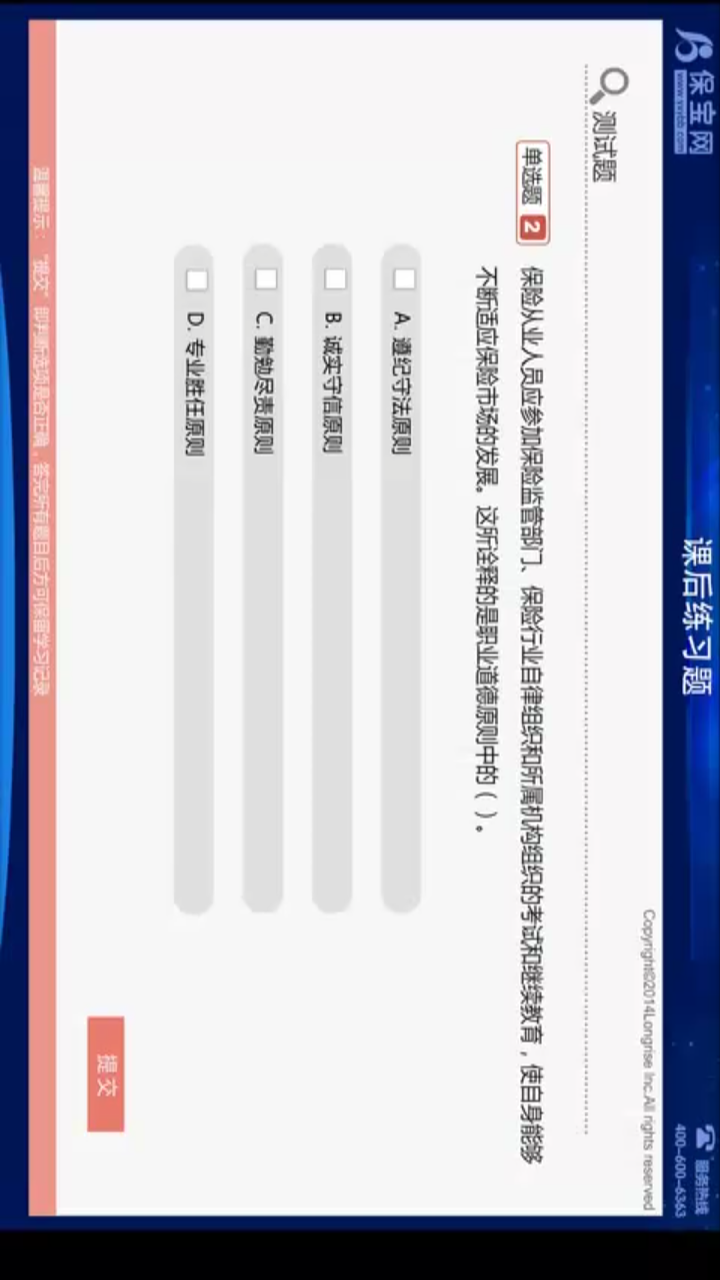 保宝网
www.syybb.com
课后练习题
服务热线
400-600-6363
Copyright©2014Longrise Inc.All rights reserved
测试题
单选题 2
保险从业人员应参加保险监管部门、保险行业自律组织和所属机构组织的考试和继续教育，使自身能够
不断适应保险市场的发展。这所诠释的是职业道德原则中的（ ）。
A. 遵纪守法原则
B. 诚实守信原则
C. 勤勉尽责原则
D. 专业胜任原则
提 交
温馨提示：“提交”即判断选项是否正确，答完所有题目后方可保留学习记录